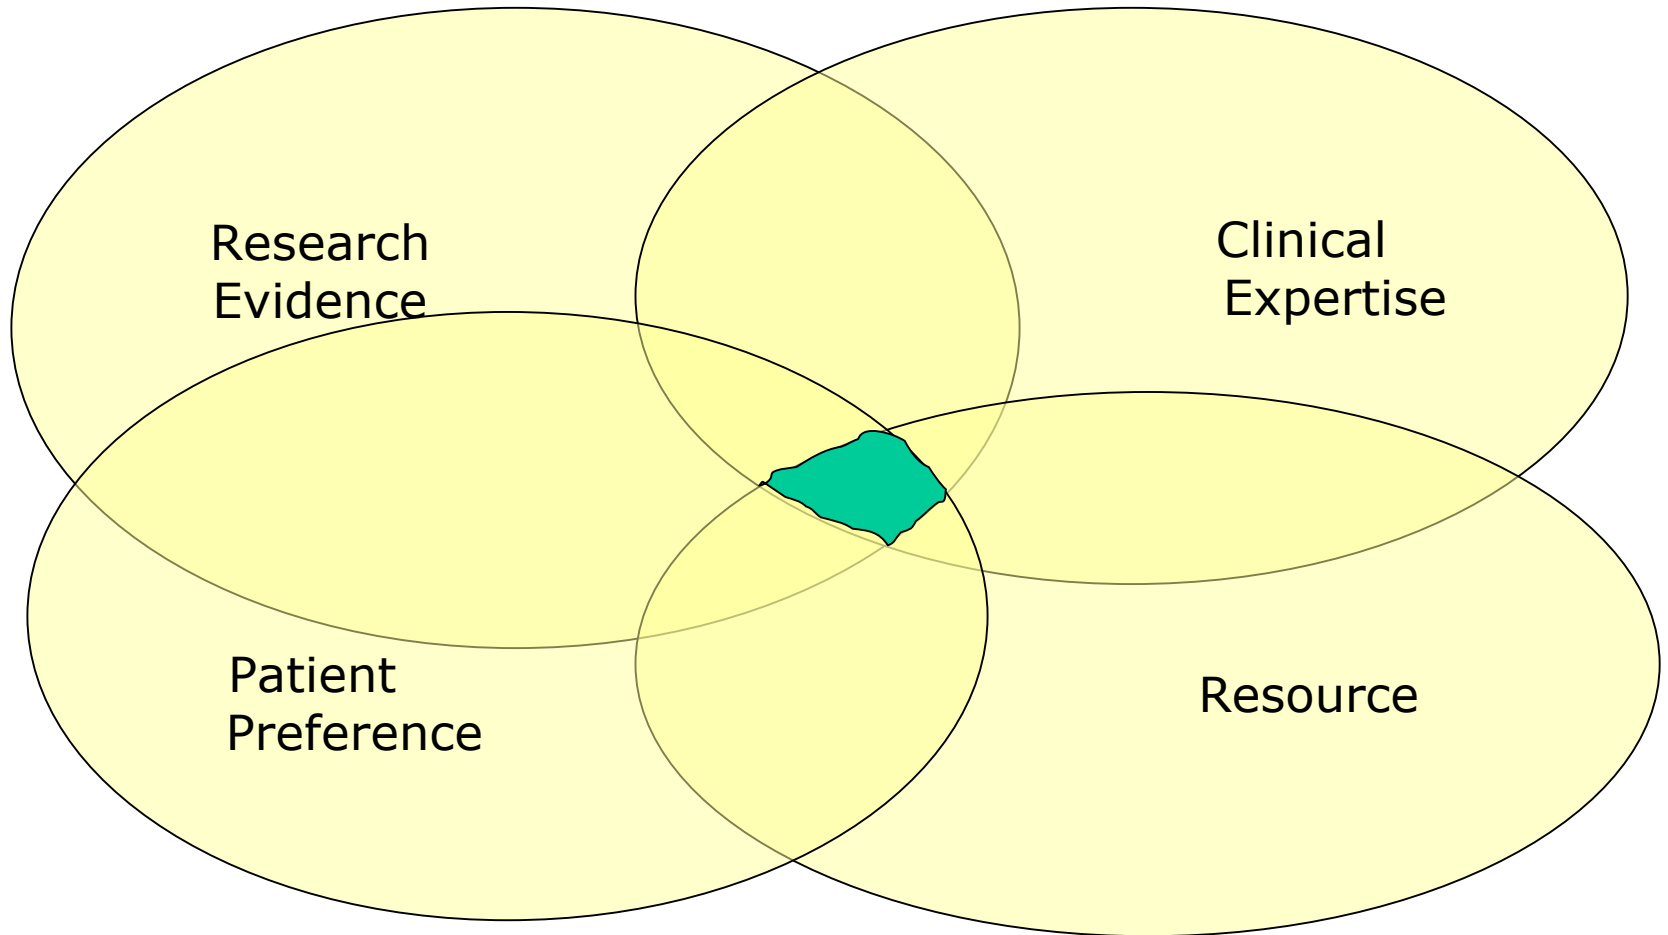 Research
Evidence
Clinical
Expertise
Patient
Preference
Resource